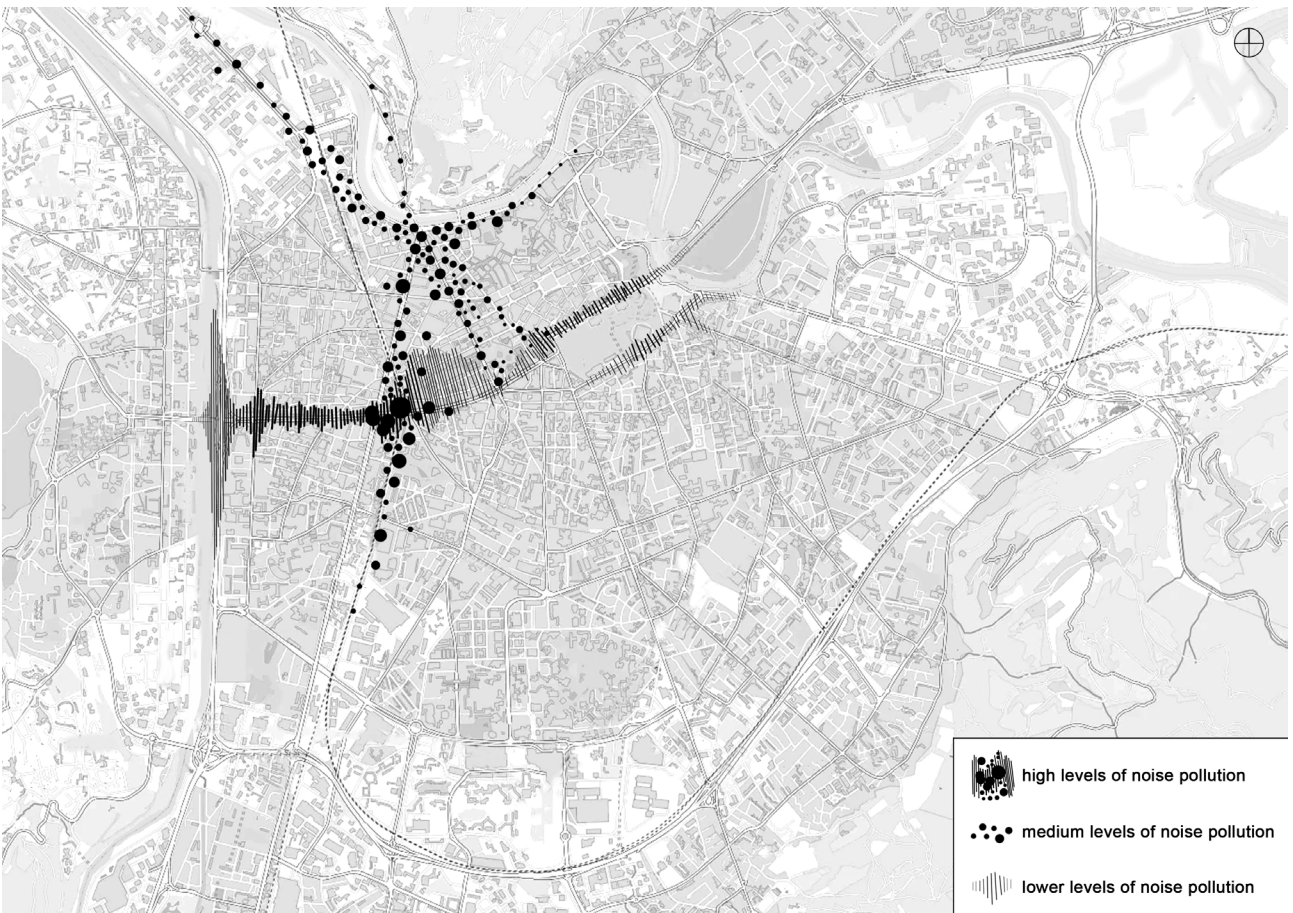 high levels of noise pollution
medium levels of noise pollution
lower levels of noise pollution